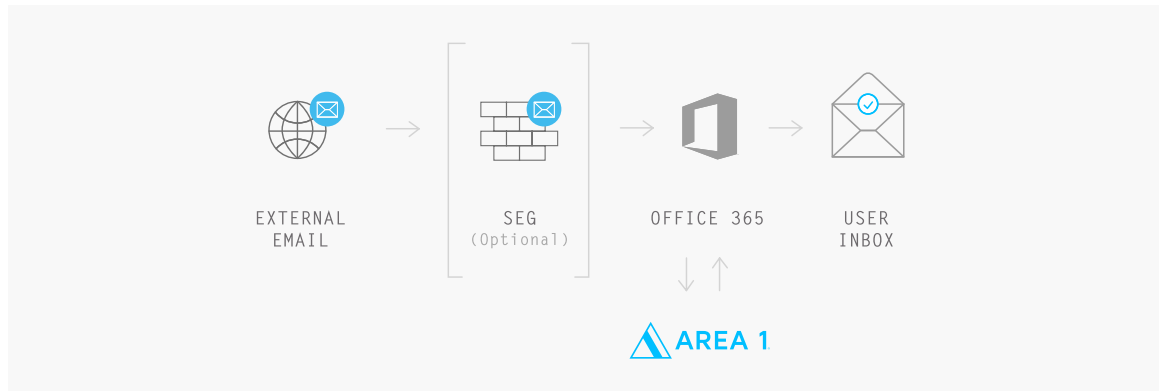 EXTERNAL
EMAIL
SEG
(Optional)
OFFICE 365
USER
INBOX
AREA 1